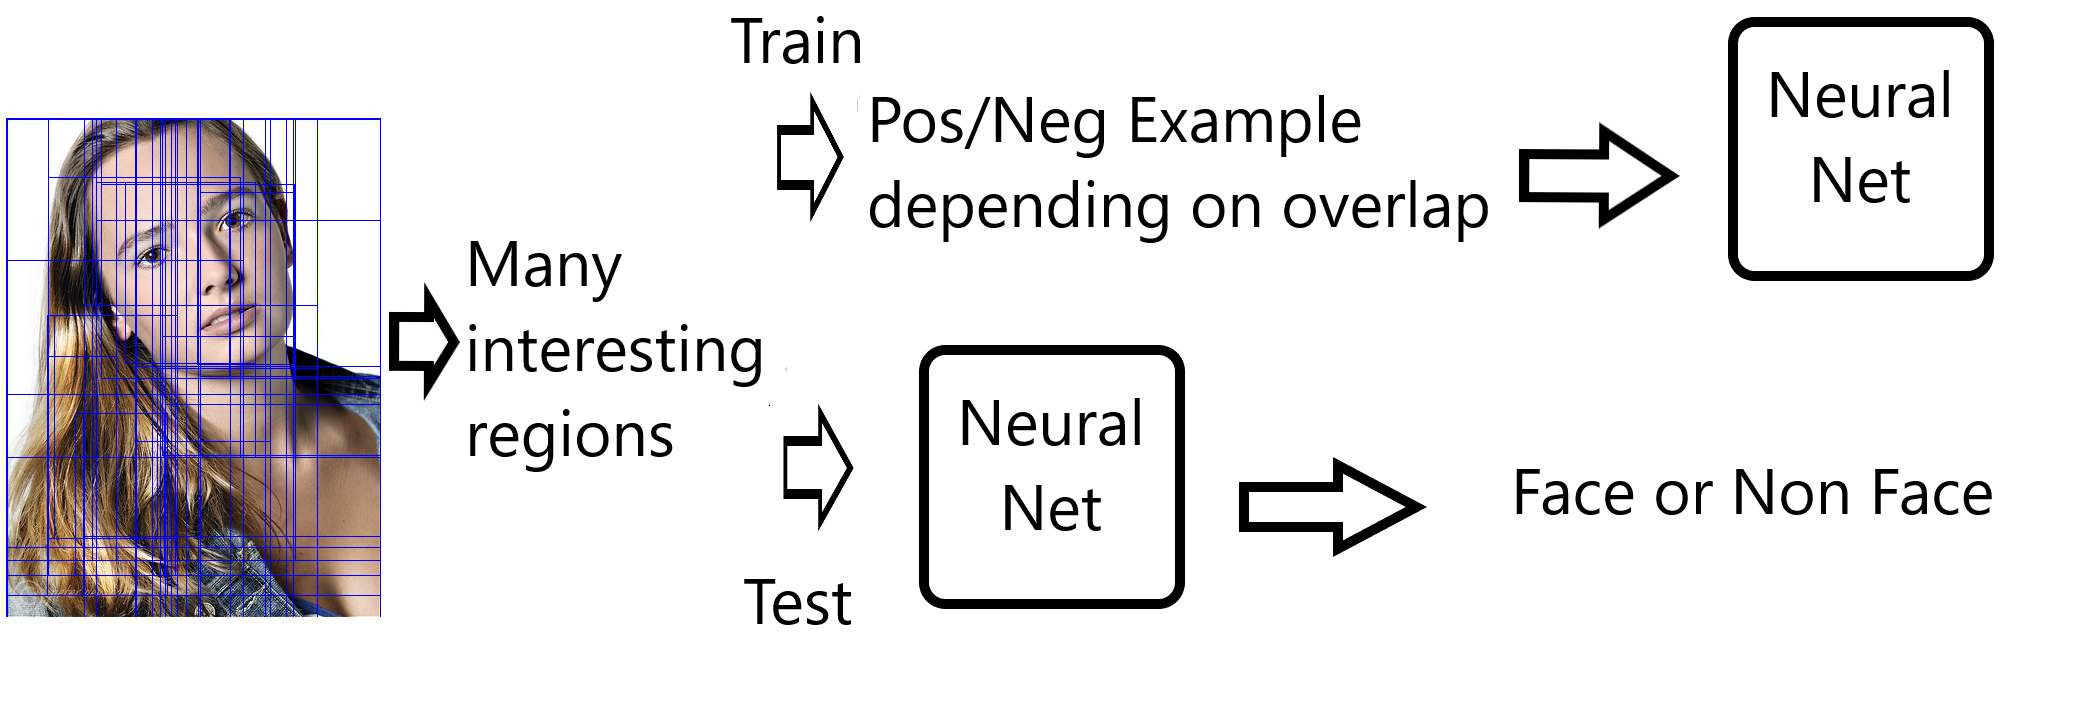 Train
Pos/Neg Example
depending on overlap
Neural
Net
Many
interesting
regions
Neural
Net
Face or Non Face
Test